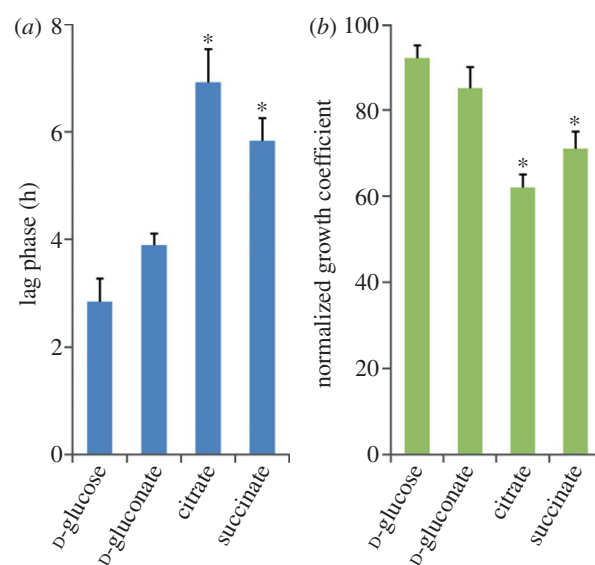 (a)
8
6
4
2
0
lag phase (h)
*
*
D-glucose
D-gluconate
citrate
succinate
(b)
100
80
60
40
20
0
normalized growth coefficient
*
*
D-glucose
D-gluconate
citrate
succinate